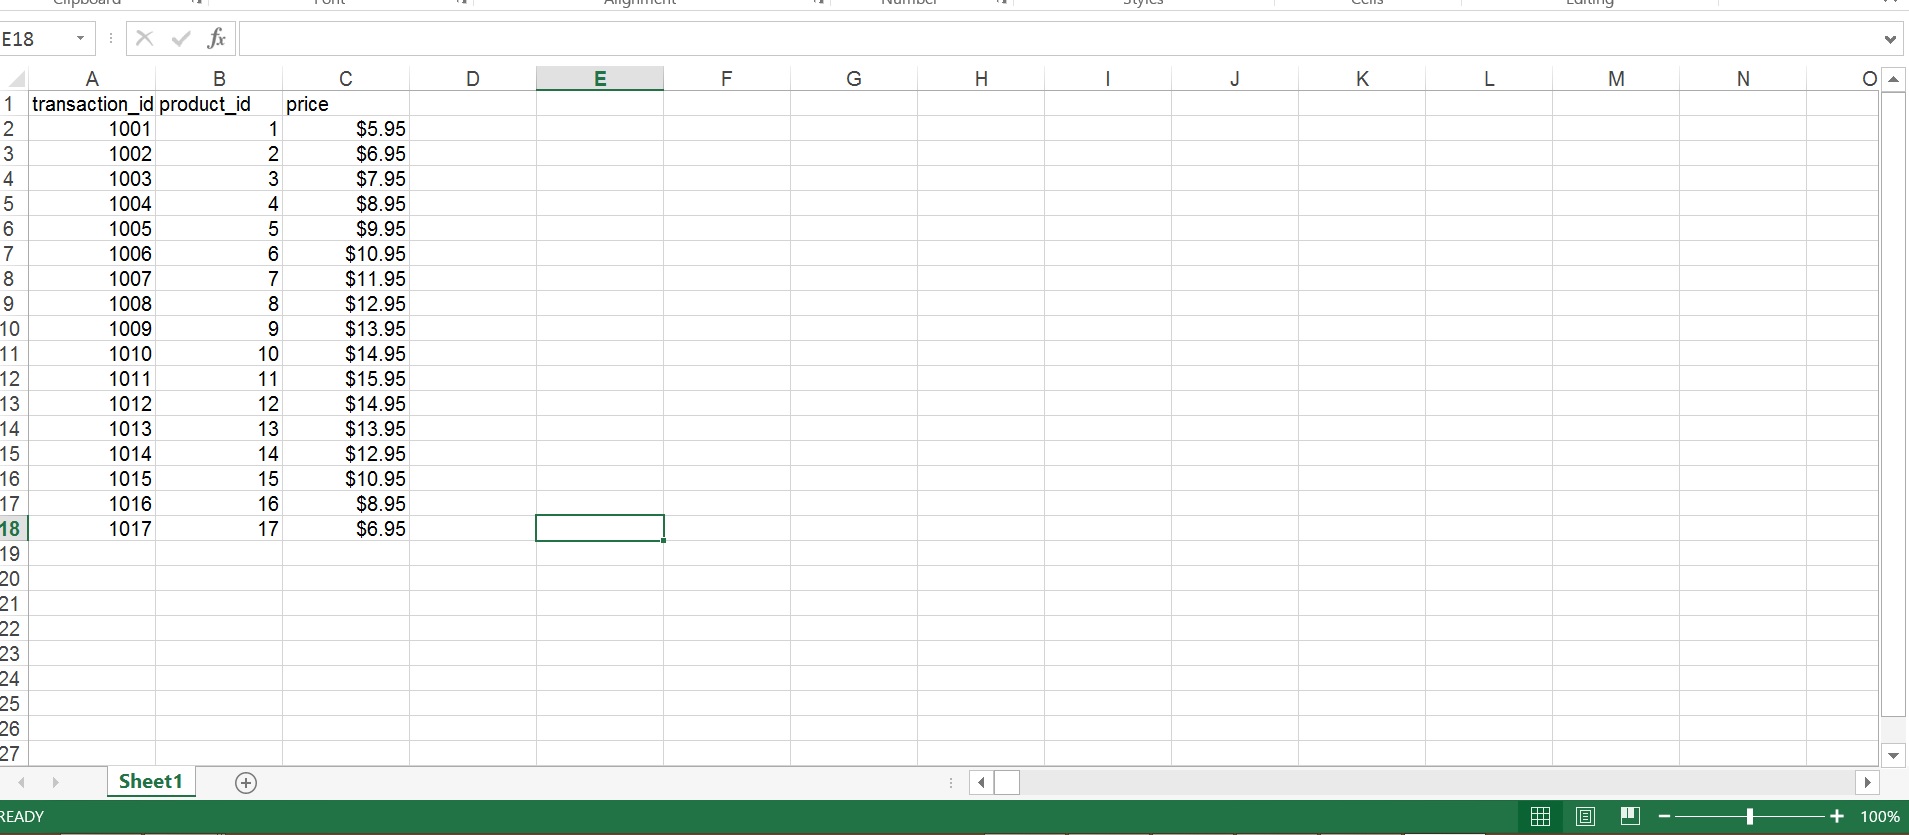 Clipboard Font Alignment Number Styles Cells Editing
E18 fx
A B C D E F G H I J K L M N O
1 transaction_id product_id price
2 1001 1 $5.95
3 1002 2 $6.95
4 1003 3 $7.95
5 1004 4 $8.95
6 1005 5 $9.95
7 1006 6 $10.95
8 1007 7 $11.95
9 1008 8 $12.95
10 1009 9 $13.95
11 1010 10 $14.95
12 1011 11 $15.95
13 1012 12 $14.95
14 1013 13 $13.95
15 1014 14 $12.95
16 1015 15 $10.95
17 1016 16 $8.95
18 1017 17 $6.95
19
20
21
22
23
24
25
26
27
Sheet1
READY 100%